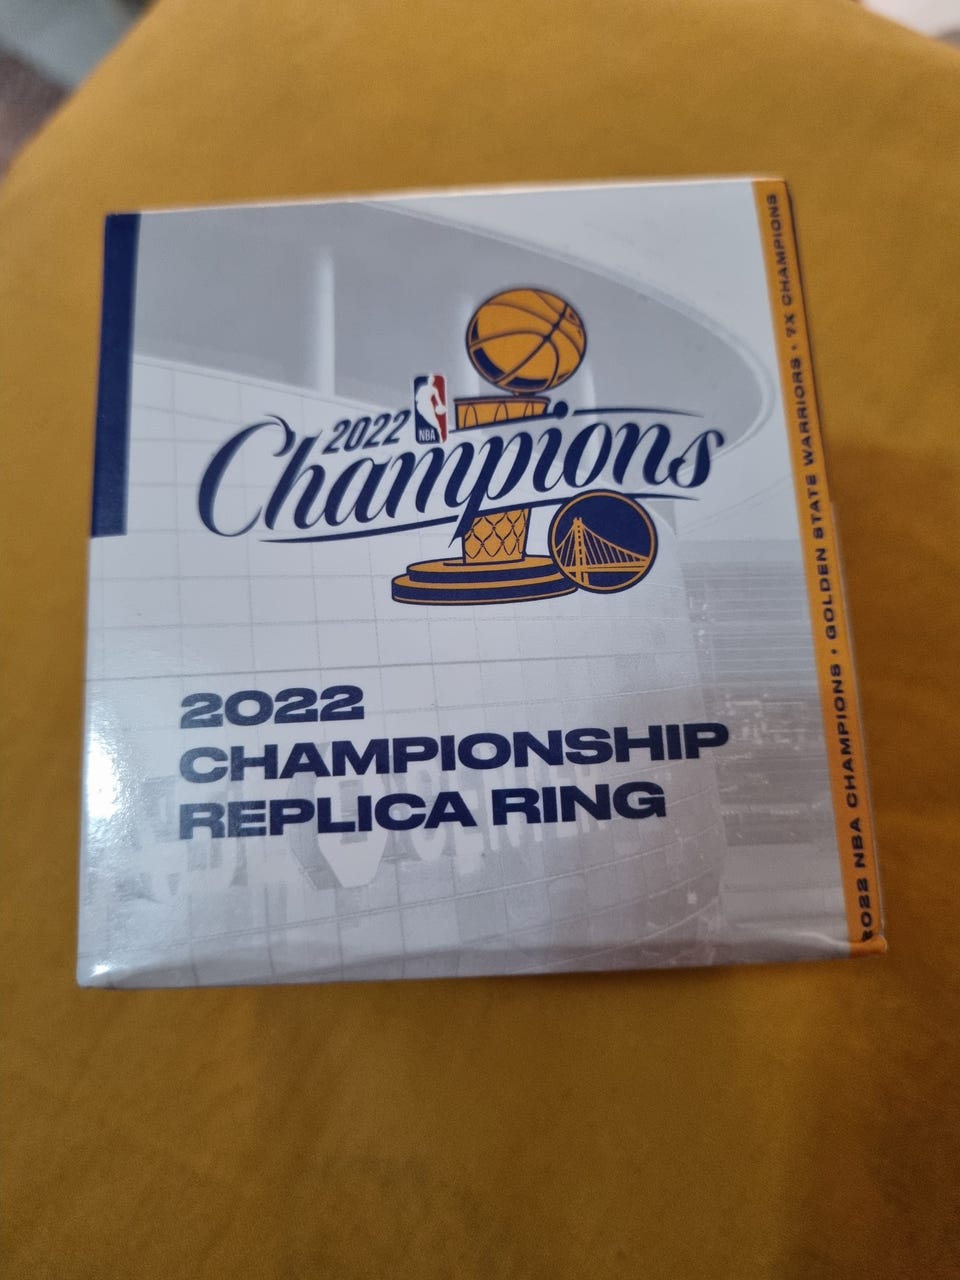 2022
NBA
Champions
2022
CHAMPIONSHIP
REPLICA RING
2022 NBA CHAMPIONS • GOLDEN STATE WARRIORS • 7X CHAMPIONS